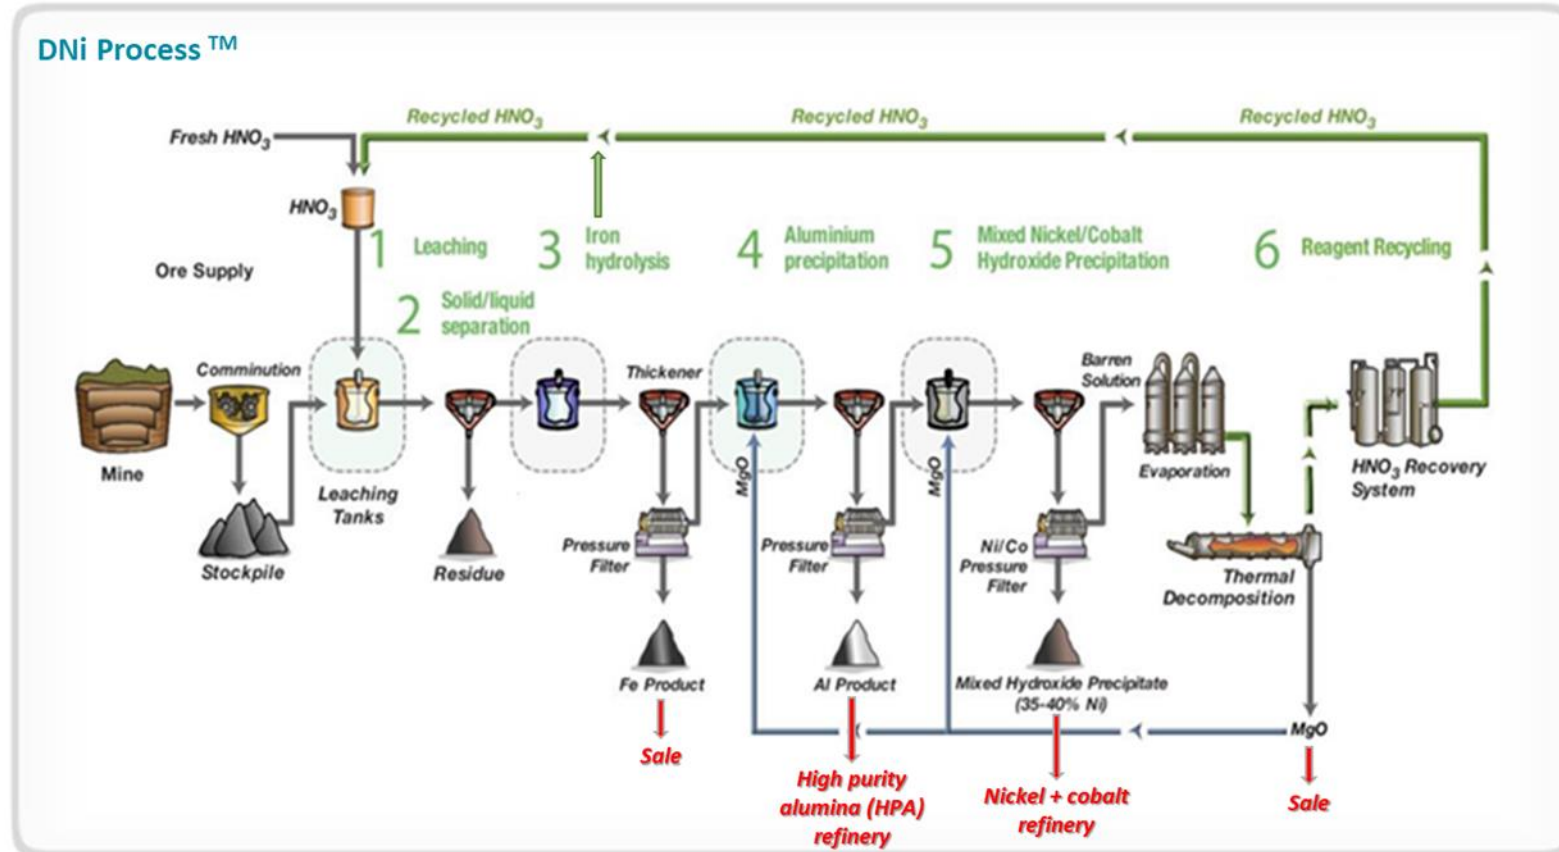 DNi Process TM
Recycled HNO3
Recycled HNO3
Recycled HNO3
Fresh HNO3
HNO3
1 Leaching
2 Solid/liquid
separation
3 Iron
hydrolysis
4 Aluminium
precipitation
5 Mixed Nickel/Cobalt
Hydroxide Precipitation
6 Reagent Recycling
Ore Supply
Mine
Comminution
Stockpile
Leaching
Tanks
Residue
Thickener
Pressure
Filter
Fe Product
Sale
MgO
Pressure
Filter
Al Product
High purity
alumina (HPA)
refinery
MgO
Ni/Co
Pressure
Filter
Mixed Hydroxide Precipitate
(35-40% Ni)
Nickel + cobalt
refinery
Barren
Solution
Evaporation
Thermal
Decomposition
HNO3 Recovery
System
MgO
Sale